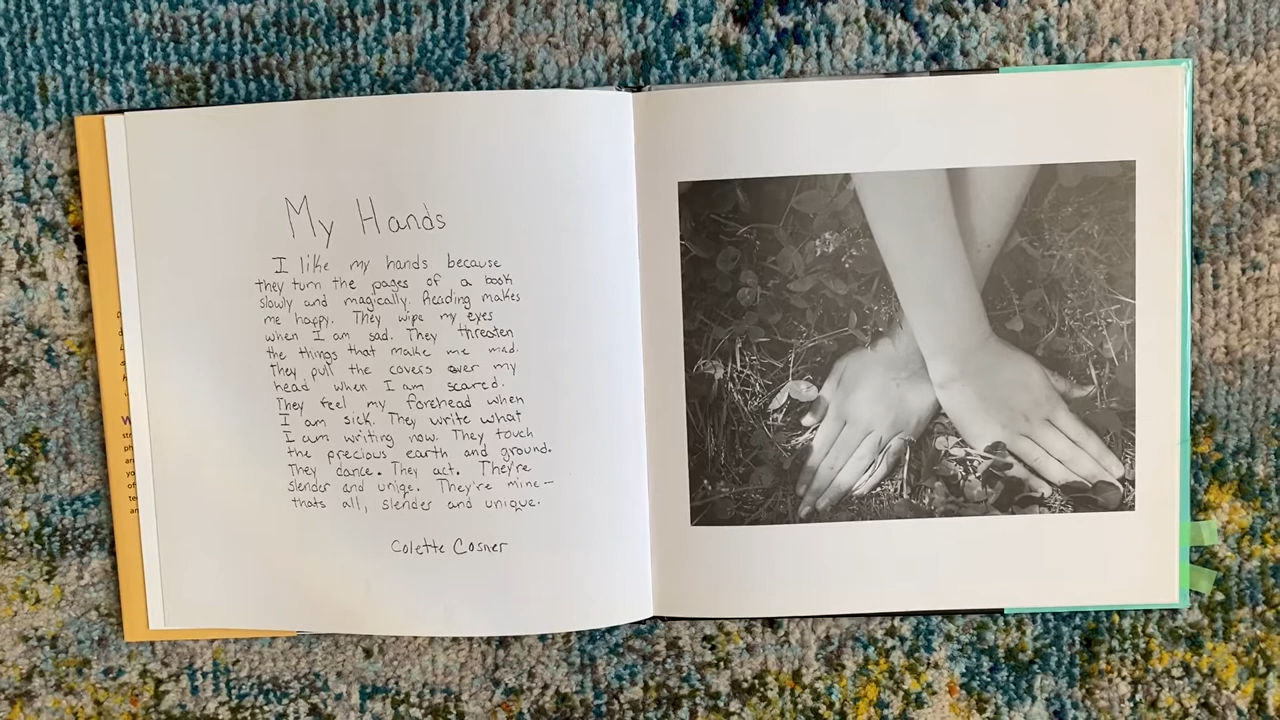 My Hands
I like my hands because
they turn the pages of a book
slowly and magically. Reading makes
me happy. They wipe my eyes
when I am sad. They threaten
the things that make me mad.
They pull the covers over my
head when I am scared.
They feel my forehead when
I am sick. They write what
I am writing now. They touch
the precious earth and ground.
They dance. They act. They're
slender and uniqe. They're mine—
thats all, slender and unique.
Colette Cosner